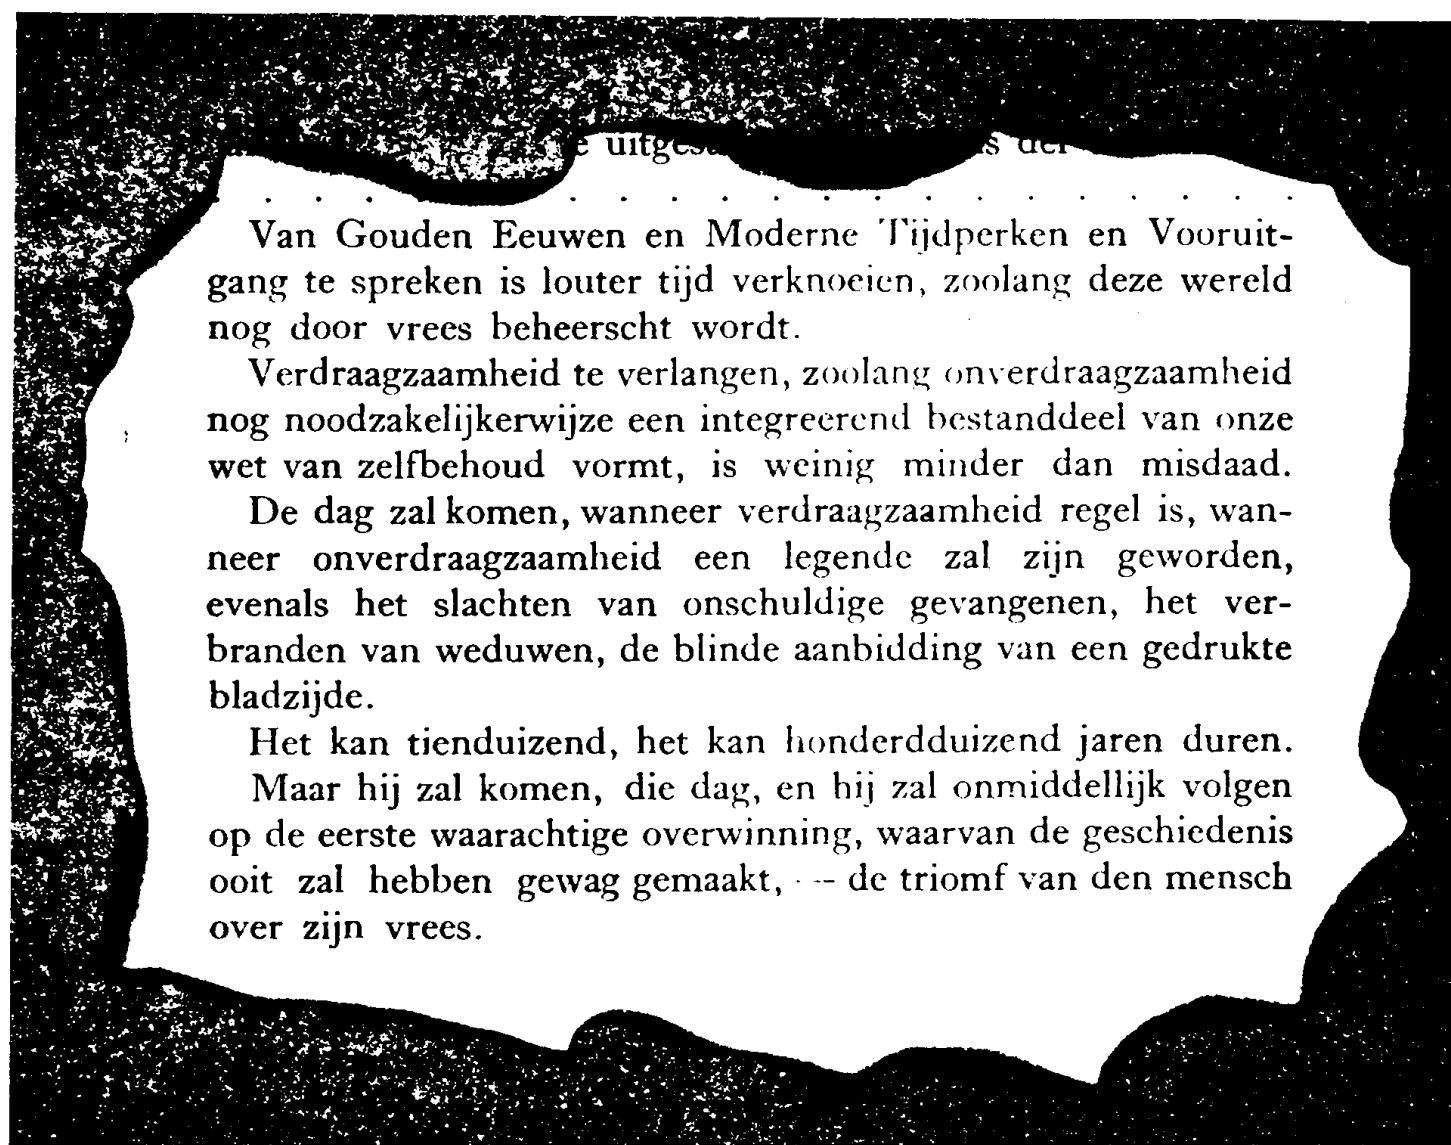 . . . . . . . . . . . . . . . . . . .
Van Gouden Eeuwen en Moderne Tijdperken en Vooruit-
gang te spreken is louter tijd verknoeien, zoolang deze wereld
nog door vrees beheerscht wordt.
Verdraagzaamheid te verlangen, zoolang onverdraagzaamheid
nog noodzakelijkerwijze een integreerend bestanddeel van onze
wet van zelfbehoud vormt, is weinig minder dan misdaad.
De dag zal komen, wanneer verdraagzaamheid regel is, wan-
neer onverdraagzaamheid een legende zal zijn geworden,
evenals het slachten van onschuldige gevangenen, het ver-
branden van weduwen, de blinde aanbidding van een gedrukte
bladzijde.
Het kan tienduizend, het kan honderdduizend jaren duren.
Maar hij zal komen, die dag, en hij zal onmiddellijk volgen
op de eerste waarachtige overwinning, waarvan de geschiedenis
ooit zal hebben gewag gemaakt, — de triomf van den mensch
over zijn vrees.